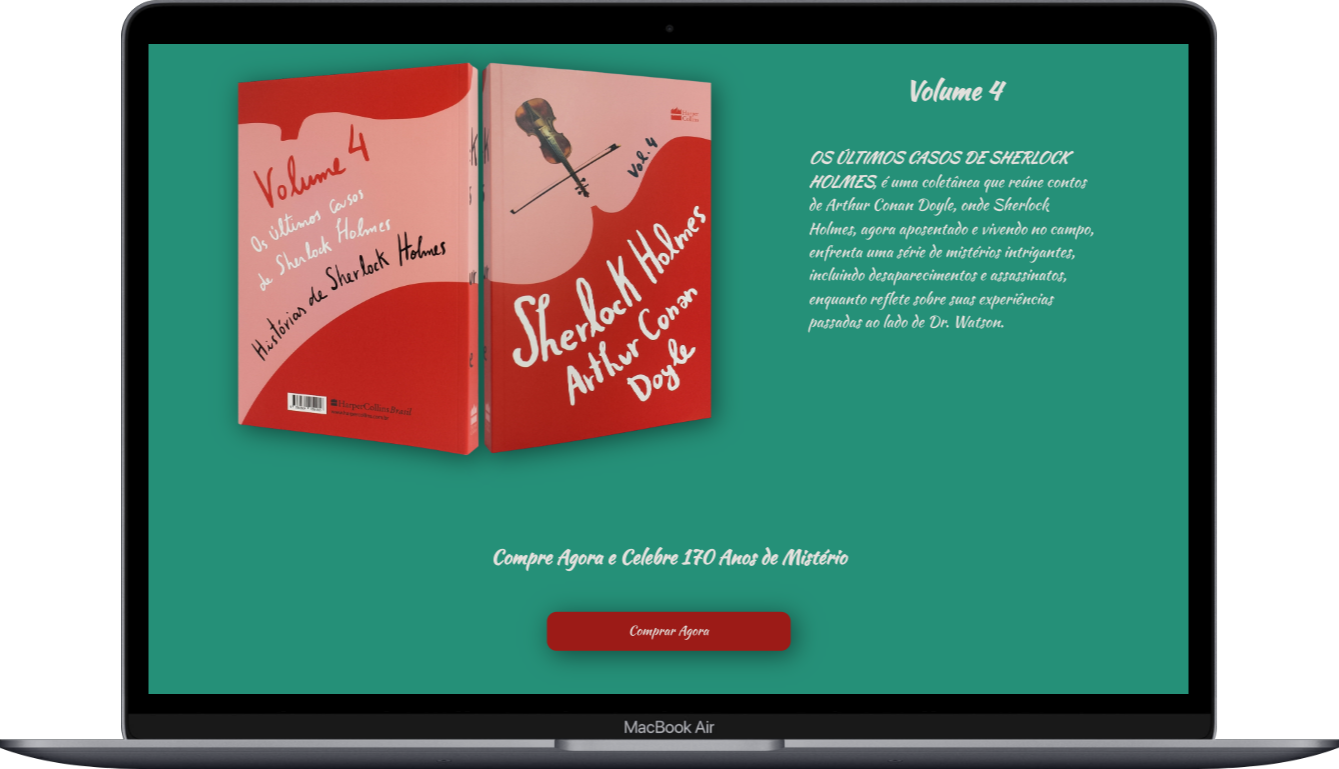 Volume 4
Os últimos casos
de Sherlock Holmes
Histórias de Sherlock Holmes
HarperCollins Brasil
Harper
Collins
Vol. 4
Sherlock Holmes
Arthur Conan
Doyle
Volume 4
OS ÚLTIMOS CASOS DE SHERLOCK
HOLMES, é uma coletânea que reúne contos
de Arthur Conan Doyle, onde Sherlock
Holmes, agora aposentado e vivendo no campo,
enfrenta uma série de mistérios intrigantes,
incluindo desaparecimentos e assassinatos,
enquanto reflete sobre suas experiências
passadas ao lado de Dr. Watson.
Compre Agora e Celebre 170 Anos de Mistério
Comprar Agora
MacBook Air